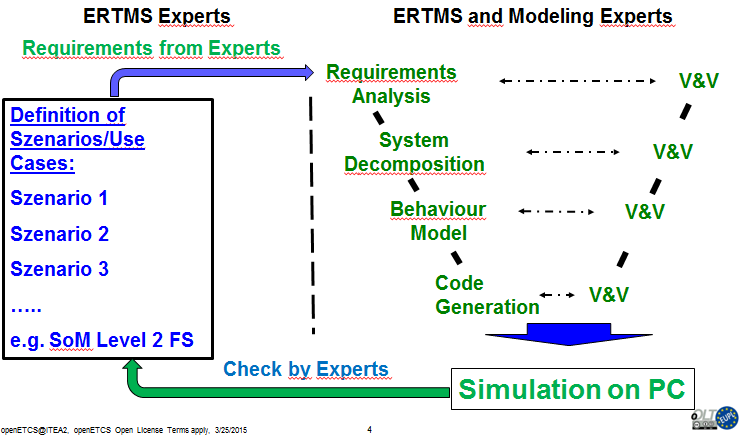 ERTMS Experts
ERTMS and Modeling Experts
Requirements from Experts
Definition of
Szenarios/Use
Cases:
Szenario 1
Szenario 2
Szenario 3
…..
e.g. SoM Level 2 FS
Requirements
Analysis
V&V
System
Decomposition
V&V
Behaviour
Model
V&V
Code
Generation
V&V
Check by Experts
Simulation on PC
openETCS@ITEA2, openETCS Open License Terms apply, 3/25/2015
4